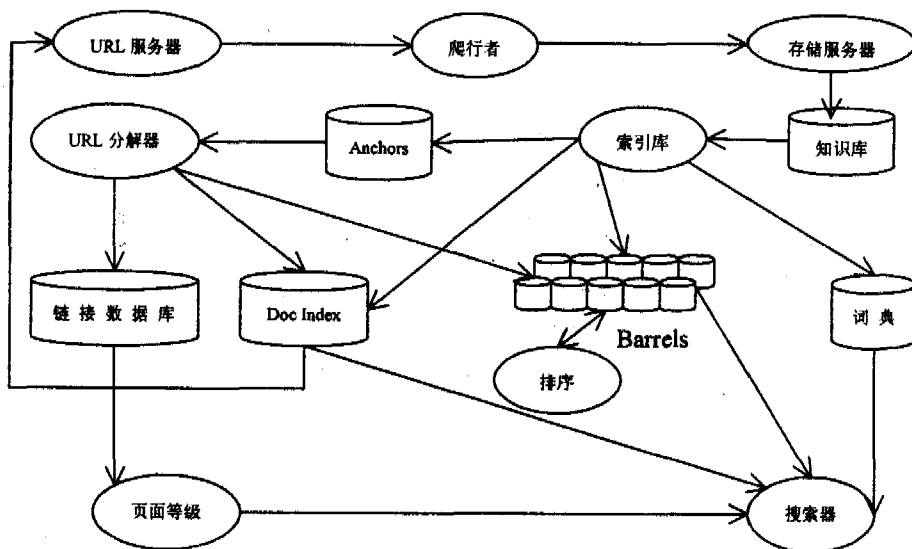 URL 服务器
爬行者
存储服务器
URL 分解器
Anchors
索引库
知识库
链 接 数 据 库
Doc Index
Barrels
词 典
排序
页面等级
搜索器